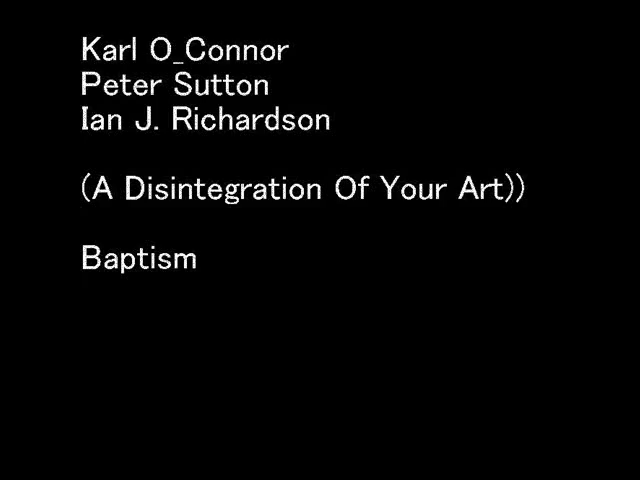 Karl O_Connor
Peter Sutton
Ian J. Richardson
(A Disintegration Of Your Art))
Baptism